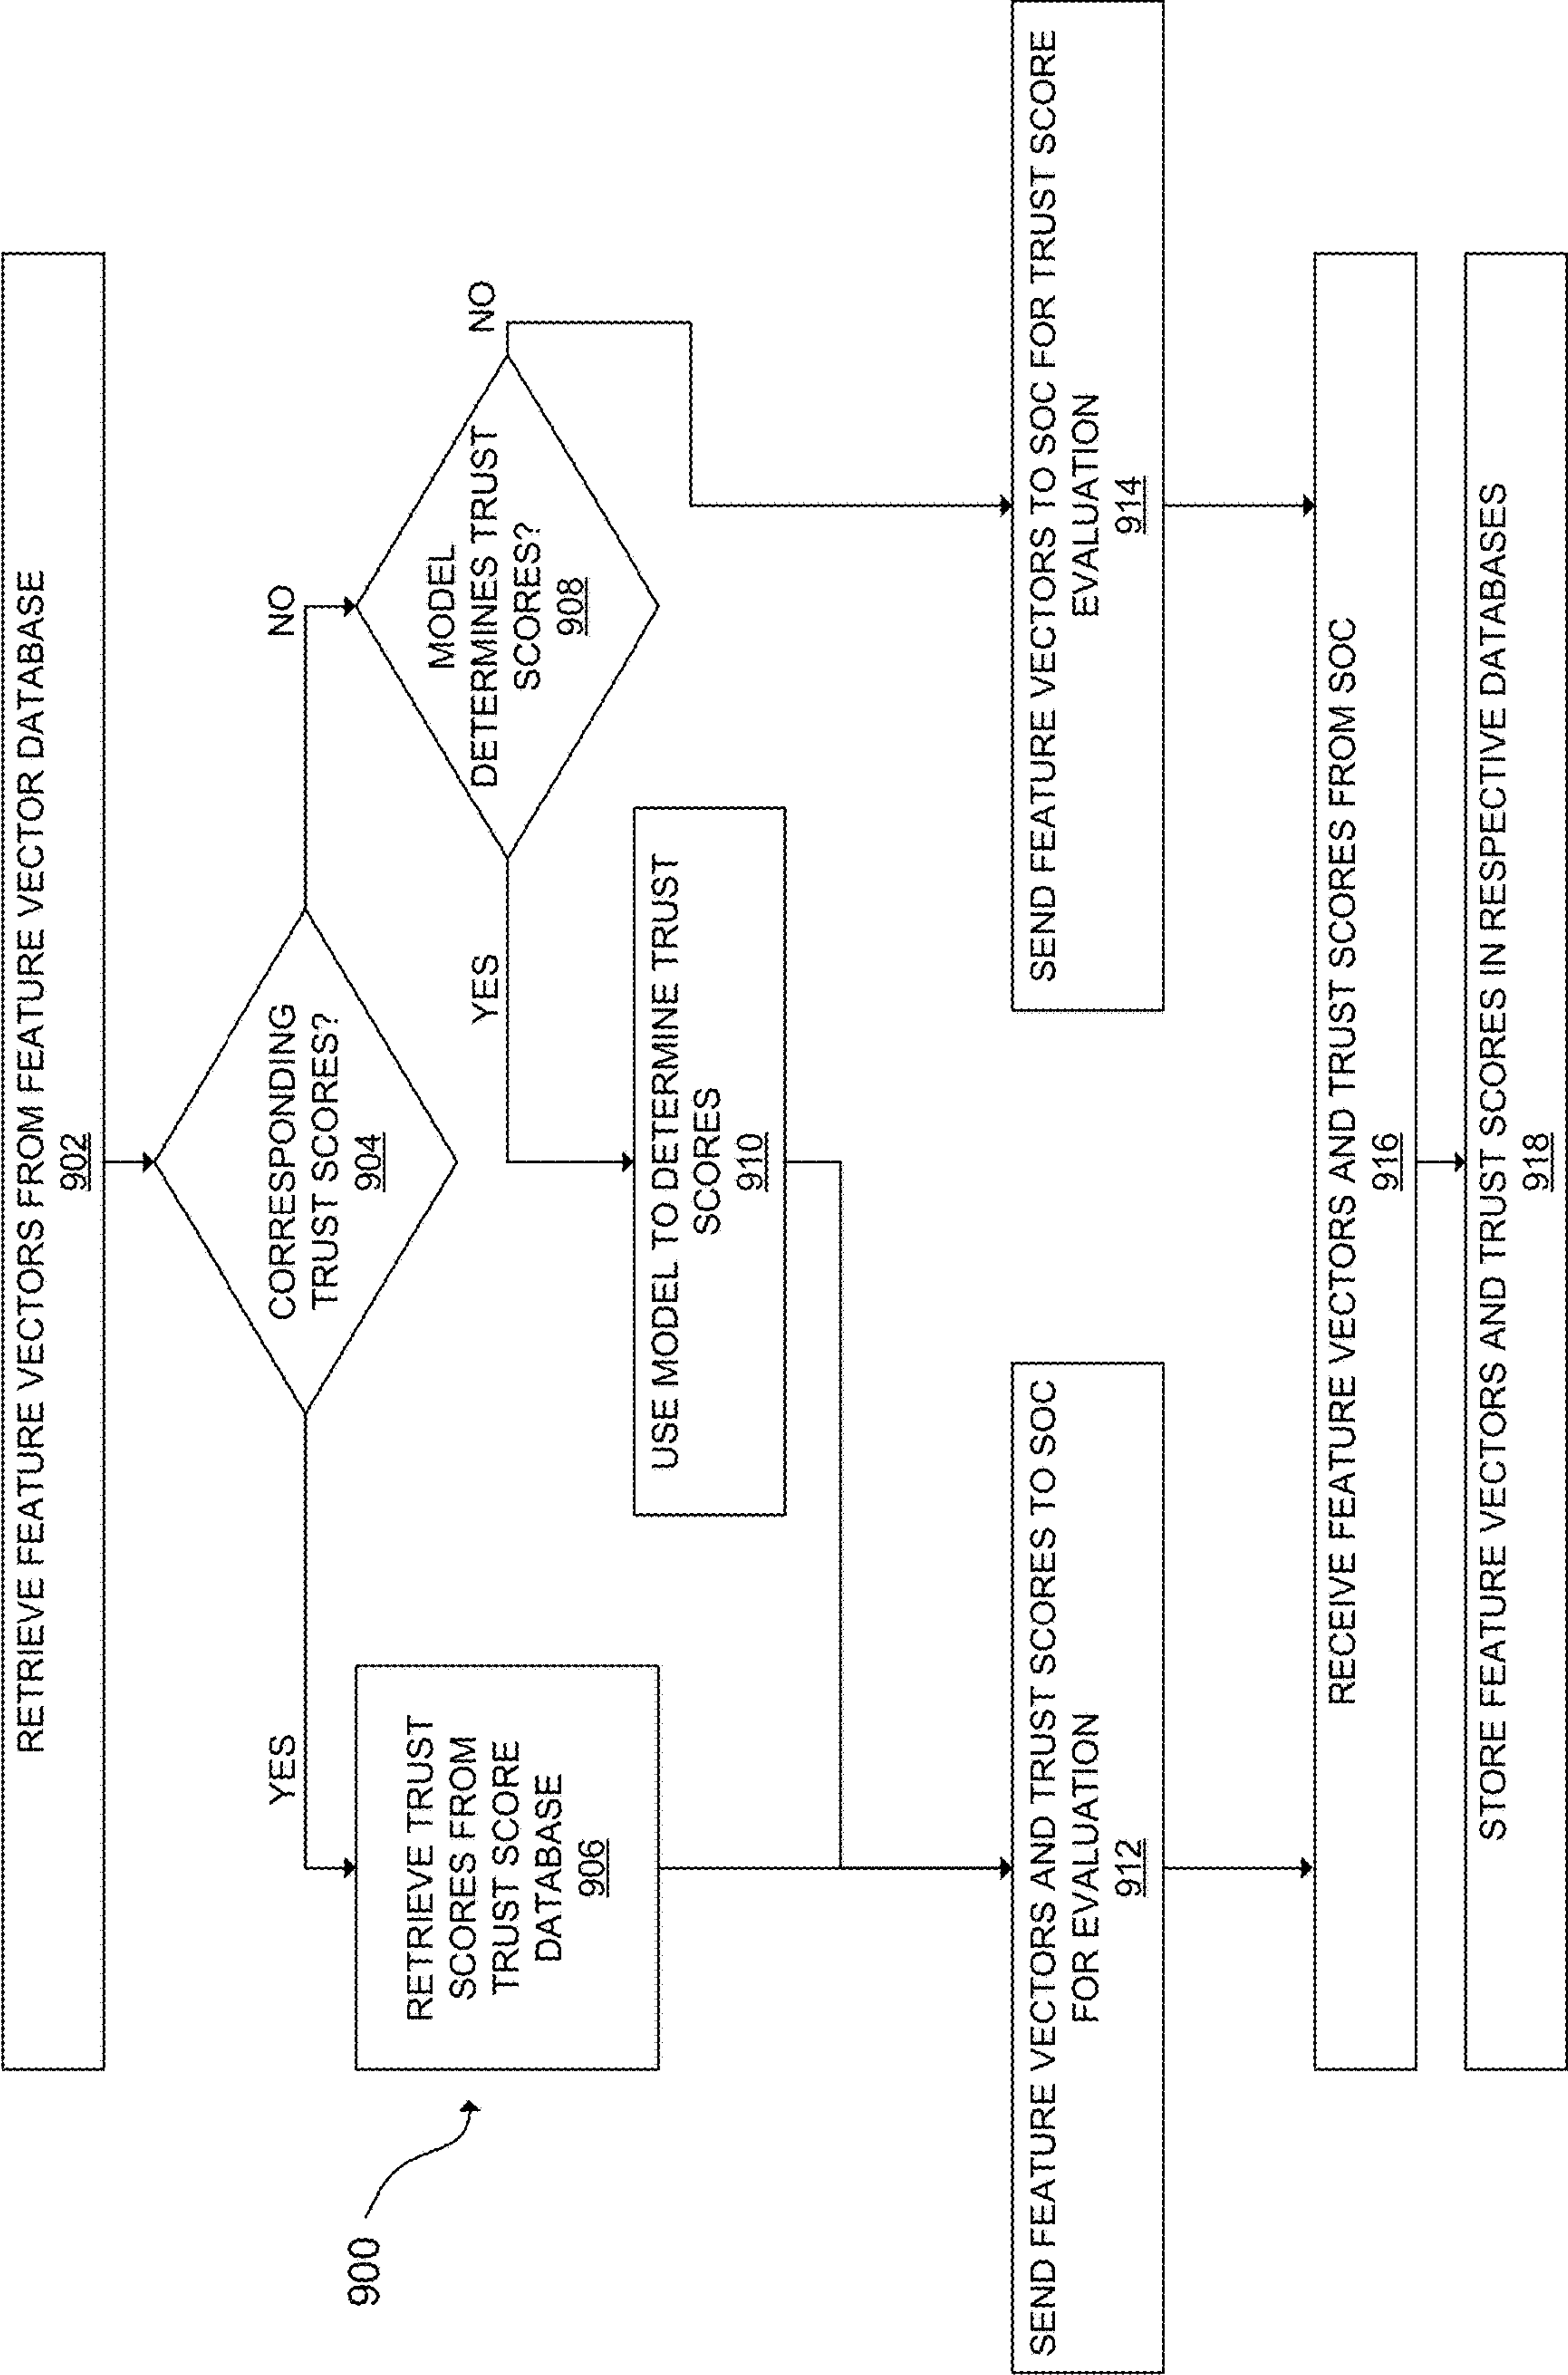 RETRIEVE FEATURE VECTORS FROM FEATURE VECTOR DATABASE
902
CORRESPONDING
TRUST SCORES?
904
YES
NO
RETRIEVE TRUST
SCORES FROM
TRUST SCORE
DATABASE
906
MODEL
DETERMINES TRUST
SCORES?
908
YES
NO
900
USE MODEL TO DETERMINE TRUST
SCORES
910
SEND FEATURE VECTORS AND TRUST SCORES TO SOC
FOR EVALUATION
912
SEND FEATURE VECTORS TO SOC FOR TRUST SCORE
EVALUATION
914
RECEIVE FEATURE VECTORS AND TRUST SCORES FROM SOC
916
STORE FEATURE VECTORS AND TRUST SCORES IN RESPECTIVE DATABASES
918